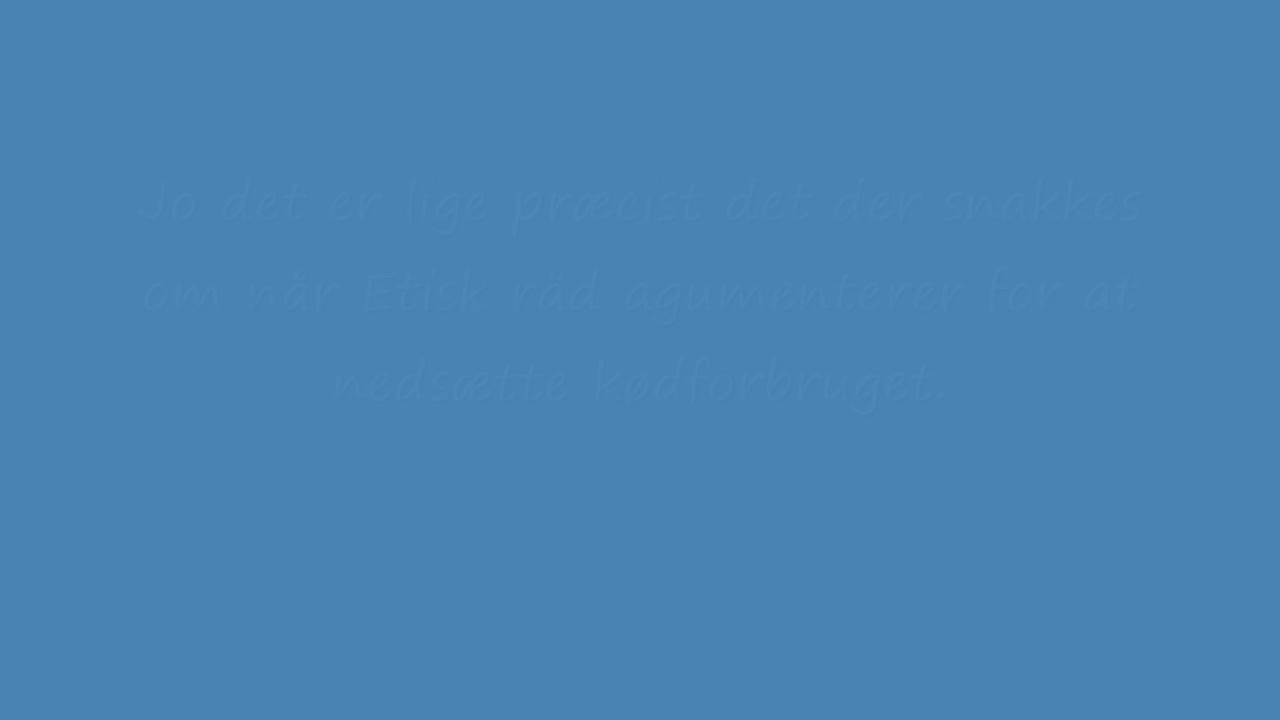 Jo det er lige præcist det der snakkes
om når Etisk råd agumenterer for at
nedsætte kødforbruget.